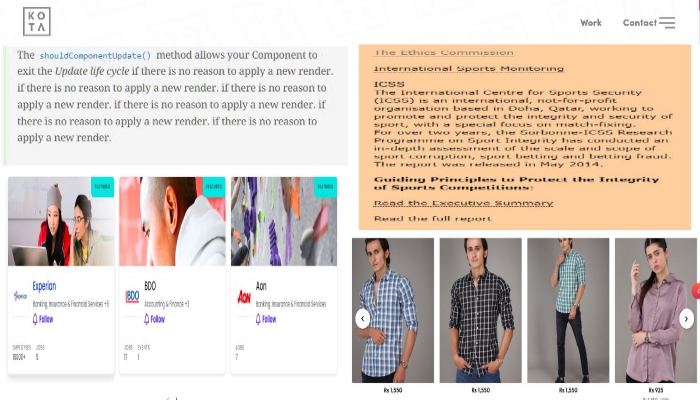 KO
TA
Work
Contact
The shouldComponentUpdate() method allows your Component to
exit the Update life cycle if there is no reason to apply a new render.
if there is no reason to apply a new render. if there is no reason to
apply a new render. if there is no reason to apply a new render. if
there is no reason to apply a new render. if there is no reason to
apply a new render.
The Ethics Commission
International Sports Monitoring
ICSS
The International Centre for Sports Security
(ICSS) is an international, not-for-profit
organisation based in Doha, Qatar, working to
promote and protect the integrity and security of
sport, with a special focus on match-fixing.
For over two years, the Sorbonne-ICSS Research
Programme on Sport Integrity has conducted an
in-depth assessment of the scale and scope of
sport corruption, sport betting and betting fraud.
The report was released in May 2014.
Guiding Principles to Protect the Integrity
of Sports Competitions:
Read the Executive Summary
Read the full report
FEATURED
FEATURED
FEATURED
Experian
Experian
Banking, Insurance & Financial Services +6
Follow
EMPLOYEES JOBS
10000+ 5
IBDO
BDO
Accounting & Finance +3
Follow
JOBS EVENTS
17 1
Aon
Aon
Banking, Insurance & Financial Services
Follow
JOBS
7
Rs 1,550
Rs 1,550
Rs 1,550
Rs 925